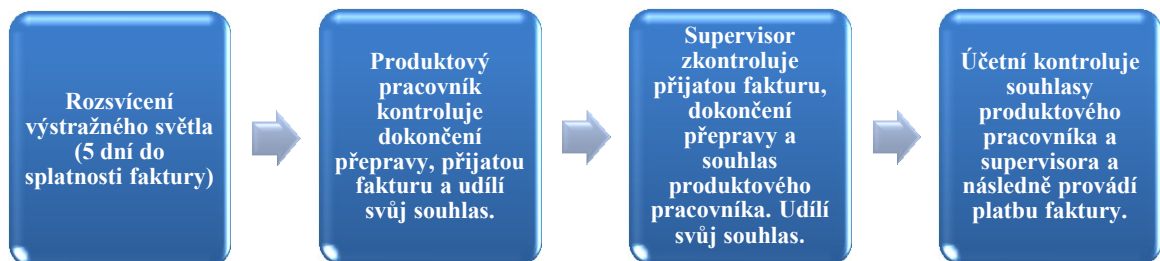 Rozsvícení
výstražného světla
(5 dní do
splatnosti faktury)
Produktový
pracovník
kontroluje
dokončení
přepravy, přijatou
fakturu a udílí
svůj souhlas.
Supervisor
zkontroluje
přijatou fakturu,
dokončení
přepravy a
souhlas
produktového
pracovníka. Udílí
svůj souhlas.
Účetní kontroluje
souhlasy
produktového
pracovníka a
supervisora a
následně provádí
platbu faktury.